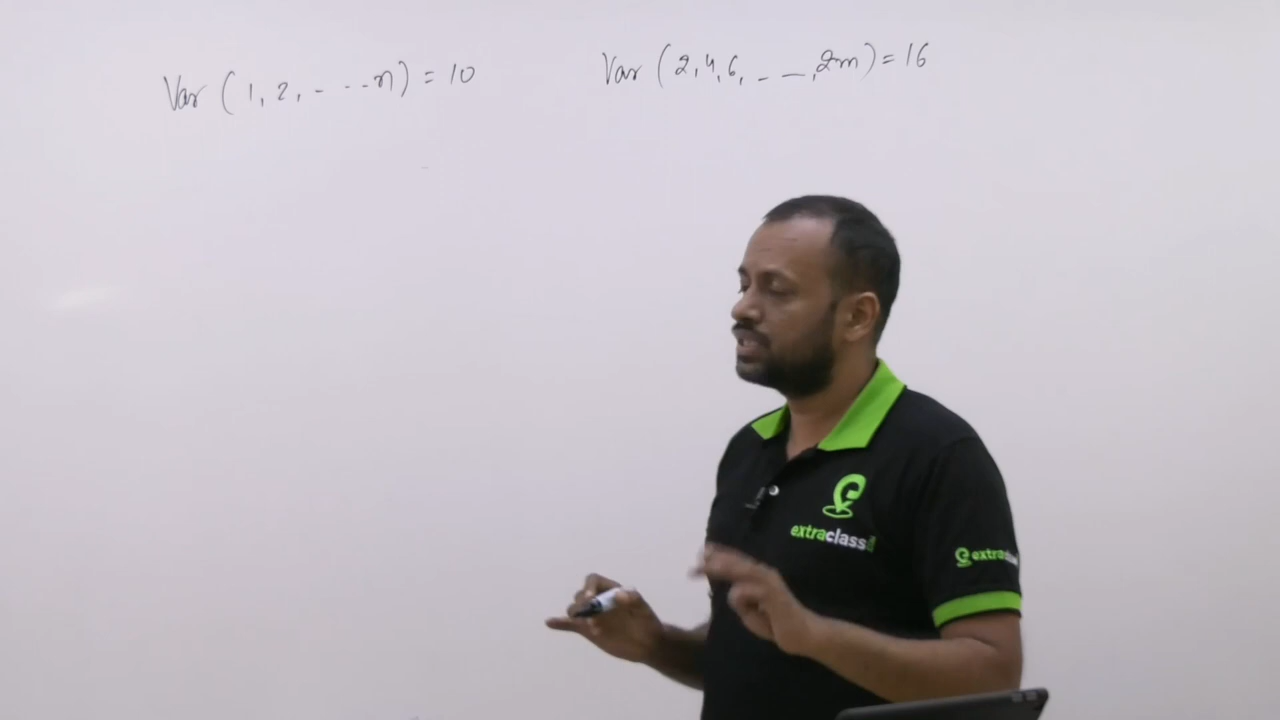 Var (1, 2, - - - n) = 10
Var (2, 4, 6, - —, 2m) = 16
extraclass
extraclass